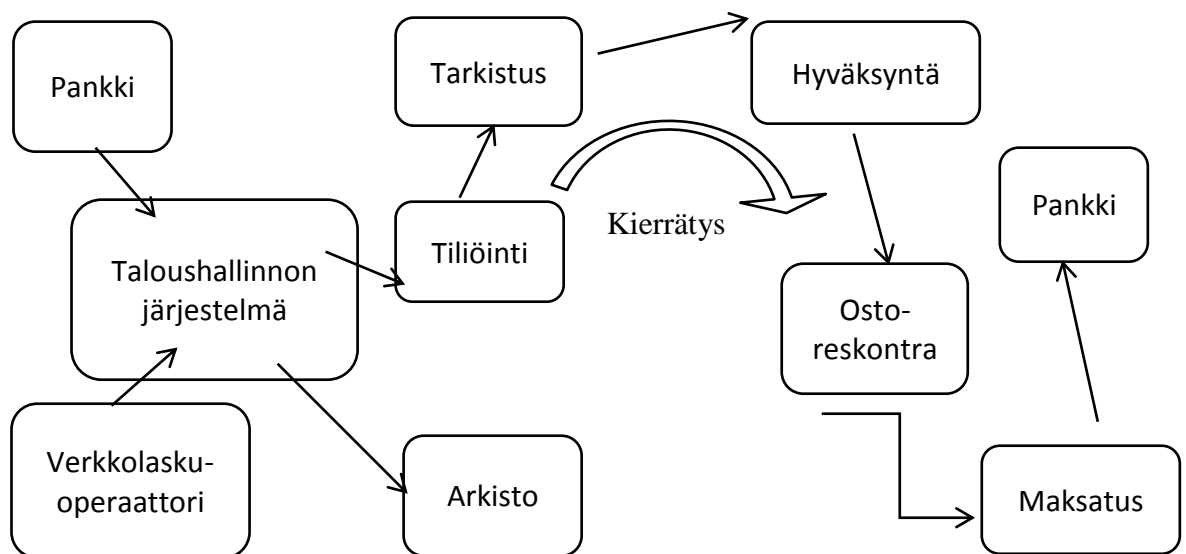 Pankki
Tarkistus
Hyväksyntä
Pankki
Kierrätys
Tiliöinti
Taloushallinnon
järjestelmä
Osto-
reskontra
Verkkolasku-
operaattori
Arkisto
Maksatus